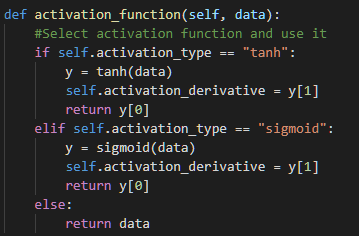 def activation_function(self, data):
    #Select activation function and use it
    if self.activation_type == "tanh":
        y = tanh(data)
        self.activation_derivative = y[1]
        return y[0]
    elif self.activation_type == "sigmoid":
        y = sigmoid(data)
        self.activation_derivative = y[1]
        return y[0]
    else:
        return data